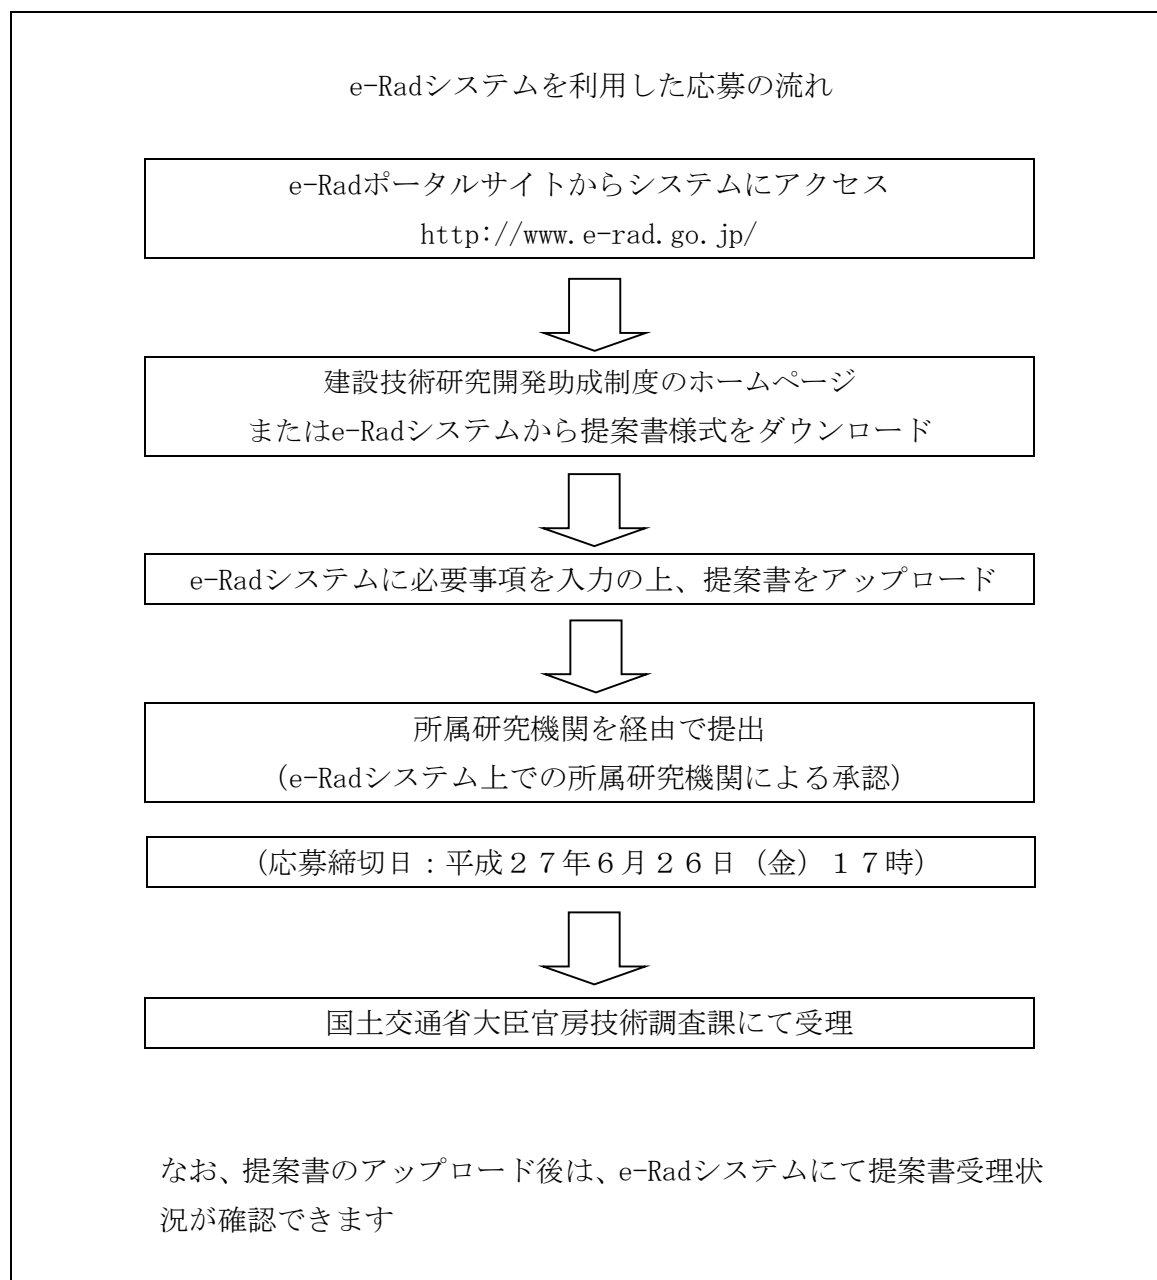 e-Radシステムを利用した応募の流れ
e-Radポータルサイトからシステムにアクセス
http://www.e-rad.go.jp/
建設技術研究開発助成制度のホームページ
またはe-Radシステムから提案書様式をダウンロード
e-Radシステムに必要事項を入力の上、提案書をアップロード
所属研究機関を経由で提出
(e-Radシステム上での所属研究機関による承認)
(応募締切日：平成２７年６月２６日（金）１７時)
国土交通省大臣官房技術調査課にて受理
なお、提案書のアップロード後は、e-Radシステムにて提案書受理状
況が確認できます